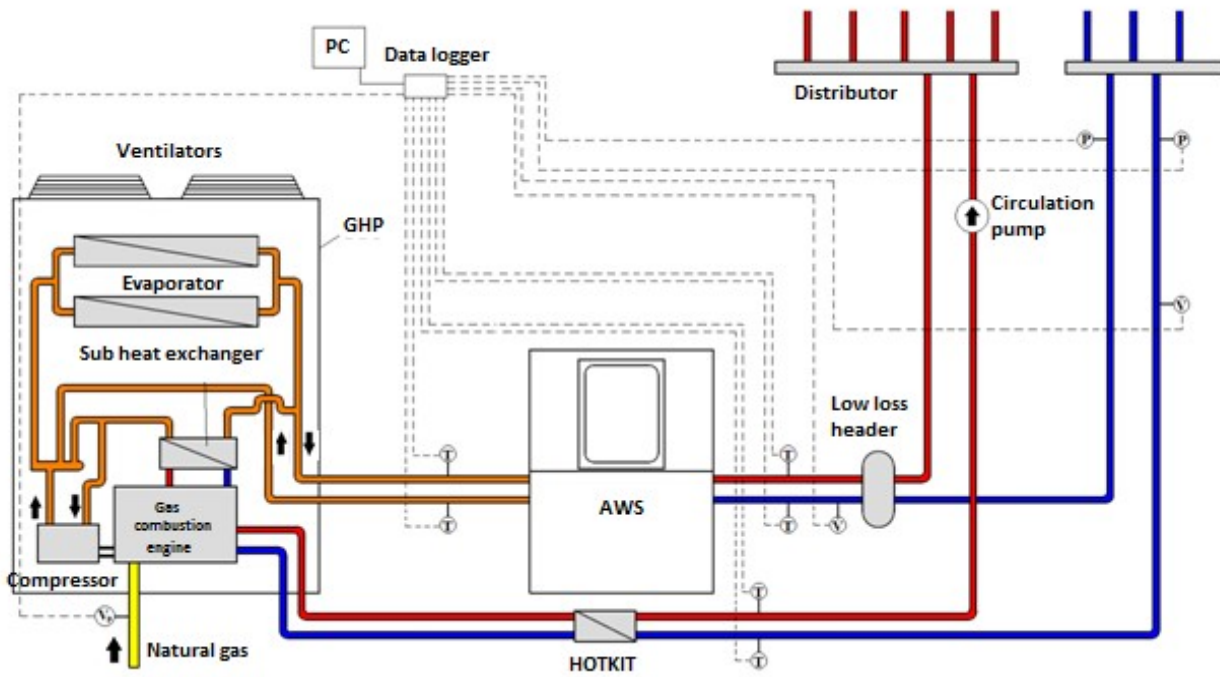 PC
Data logger
Distributor
P
P
Ventilators
GHP
Circulation
pump
Evaporator
V
Sub heat exchanger
Low loss
header
T
T
AWS
Gas
combustion
engine
T
T
V
Compressor
T
Natural gas
HOTKIT
T